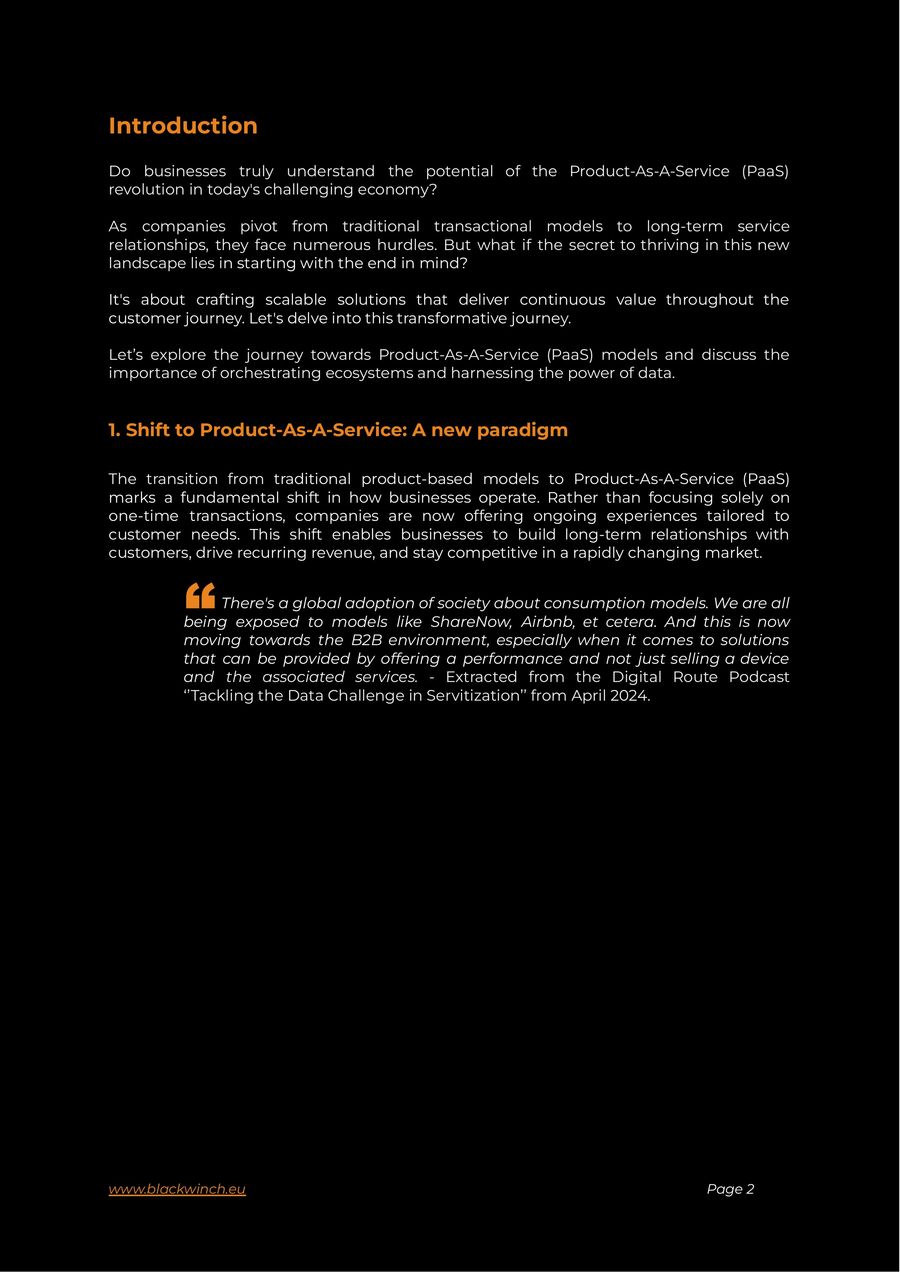 Introduction
Do businesses truly understand the potential of the Product-As-A-Service (PaaS)
revolution in today's challenging economy?
As companies pivot from traditional transactional models to long-term service
relationships, they face numerous hurdles. But what if the secret to thriving in this new
landscape lies in starting with the end in mind?
It's about crafting scalable solutions that deliver continuous value throughout the
customer journey. Let's delve into this transformative journey.
Let’s explore the journey towards Product-As-A-Service (PaaS) models and discuss the
importance of orchestrating ecosystems and harnessing the power of data.
1. Shift to Product-As-A-Service: A new paradigm
The transition from traditional product-based models to Product-As-A-Service (PaaS)
marks a fundamental shift in how businesses operate. Rather than focusing solely on
one-time transactions, companies are now offering ongoing experiences tailored to
customer needs. This shift enables businesses to build long-term relationships with
customers, drive recurring revenue, and stay competitive in a rapidly changing market.
“ There's a global adoption of society about consumption models. We are all
being exposed to models like ShareNow, Airbnb, et cetera. And this is now
moving towards the B2B environment, especially when it comes to solutions
that can be provided by offering a performance and not just selling a device
and the associated services. - Extracted from the Digital Route Podcast
‘’Tackling the Data Challenge in Servitization’’ from April 2024.
www.blackwinch.eu
Page 2